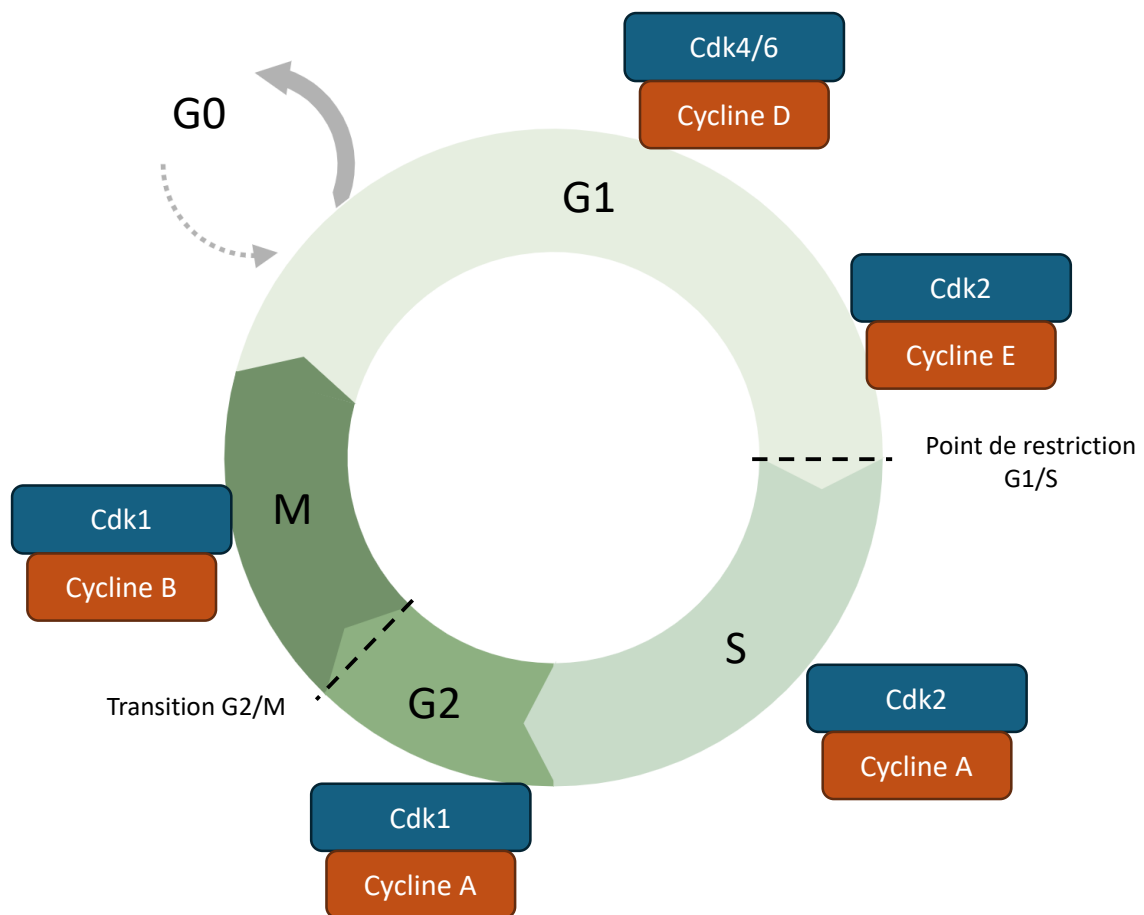 Cdk4/6
Cycline D
G0
G1
Cdk2
Cycline E
Point de restriction
G1/S
M
Cdk1
Cycline B
S
Transition G2/M
G2
Cdk2
Cycline A
Cdk1
Cycline A